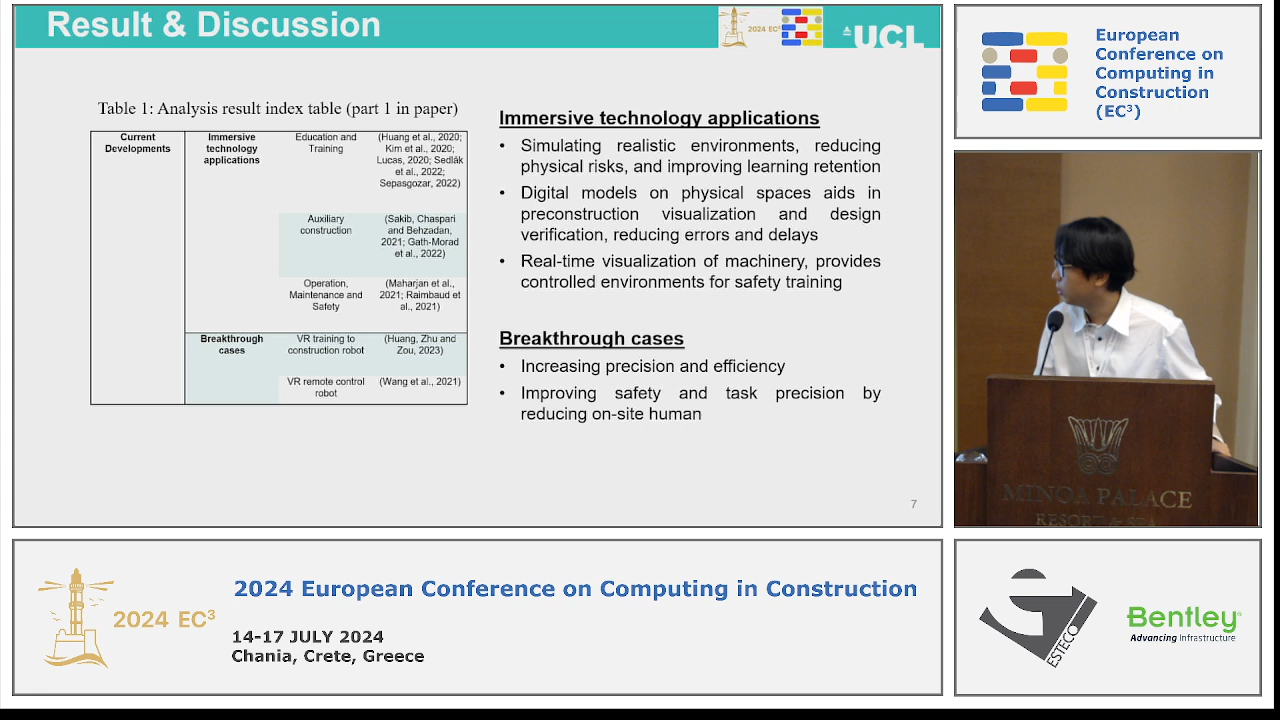 Result & Discussion
2024 EC³
UCL
Table 1: Analysis result index table (part 1 in paper)
Current
Developments
Immersive
technology
applications
Education and
Training
(Huang et al., 2020;
Kim et al., 2020;
Lucas, 2020; Sedlák
et al., 2022;
Sepasgozar, 2022)
Auxiliary
construction
(Sakib, Chaspari
and Behzadan,
2021; Gath-Morad
et al., 2022)
Operation,
Maintenance and
Safety
(Maharjan et al.,
2021; Raimbaud et
al., 2021)
Breakthrough
cases
VR training to
construction robot
(Huang, Zhu and
Zou, 2023)
VR remote control
robot
(Wang et al., 2021)
Immersive technology applications
• Simulating realistic environments, reducing
physical risks, and improving learning retention
• Digital models on physical spaces aids in
preconstruction visualization and design
verification, reducing errors and delays
• Real-time visualization of machinery, provides
controlled environments for safety training
Breakthrough cases
• Increasing precision and efficiency
• Improving safety and task precision by
reducing on-site human
7
European
Conference on
Computing in
Construction
(EC³)
MINOA PALACE
RESORT & SPA
2024 EC³
2024 European Conference on Computing in Construction
14-17 JULY 2024
Chania, Crete, Greece
ESTECO
Bentley
Advancing Infrastructure